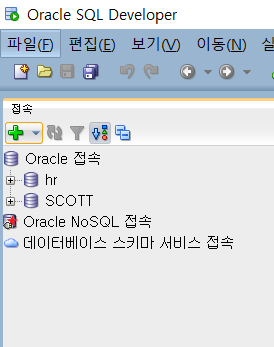 Oracle SQL Developer
파일(F) 편집(E) 보기(V) 이동(N)
접속
Oracle 접속
hr
SCOTT
Oracle NoSQL 접속
데이터베이스 스키마 서비스 접속